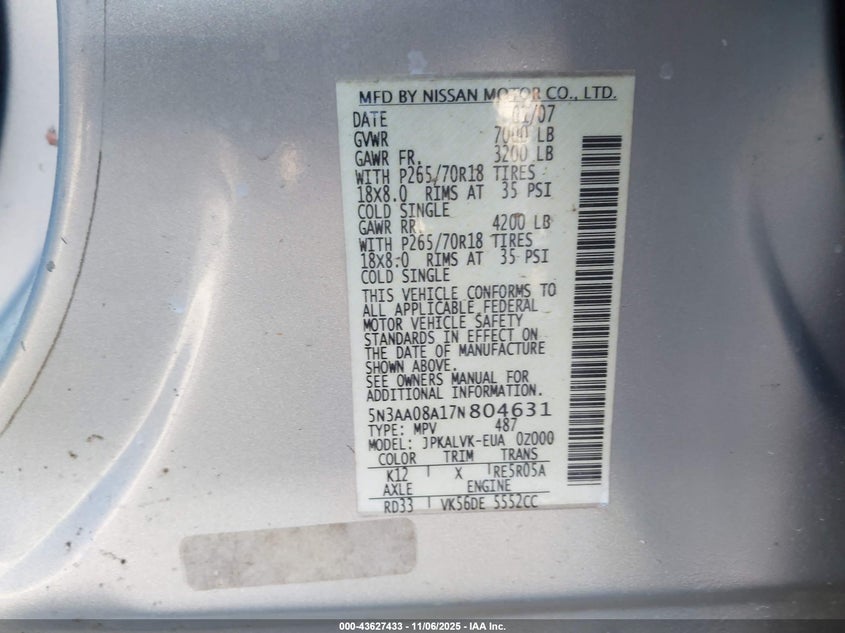 MFD BY NISSAN MOTOR CO., LTD.
DATE 01/07
GVWR 7000 LB
GAWR FR. 3200 LB
WITH P265/70R18 TIRES
18X8.0 RIMS AT 35 PSI
COLD SINGLE
GAWR RR. 4200 LB
WITH P265/70R18 TIRES
18X8.0 RIMS AT 35 PSI
COLD SINGLE
THIS VEHICLE CONFORMS TO
ALL APPLICABLE FEDERAL
MOTOR VEHICLE SAFETY
STANDARDS IN EFFECT ON
THE DATE OF MANUFACTURE
SHOWN ABOVE.
SEE OWNERS MANUAL FOR
ADDITIONAL INFORMATION.
5N3AA08A17N804631
TYPE: MPV 487
MODEL: JPKALVK-EUA 0Z000
COLOR TRIM TRANS
K12 X RE5R05A
AXLE ENGINE
RD33 VK56DE 5552CC
000-43627433 - 11/06/2025 - IAA Inc.